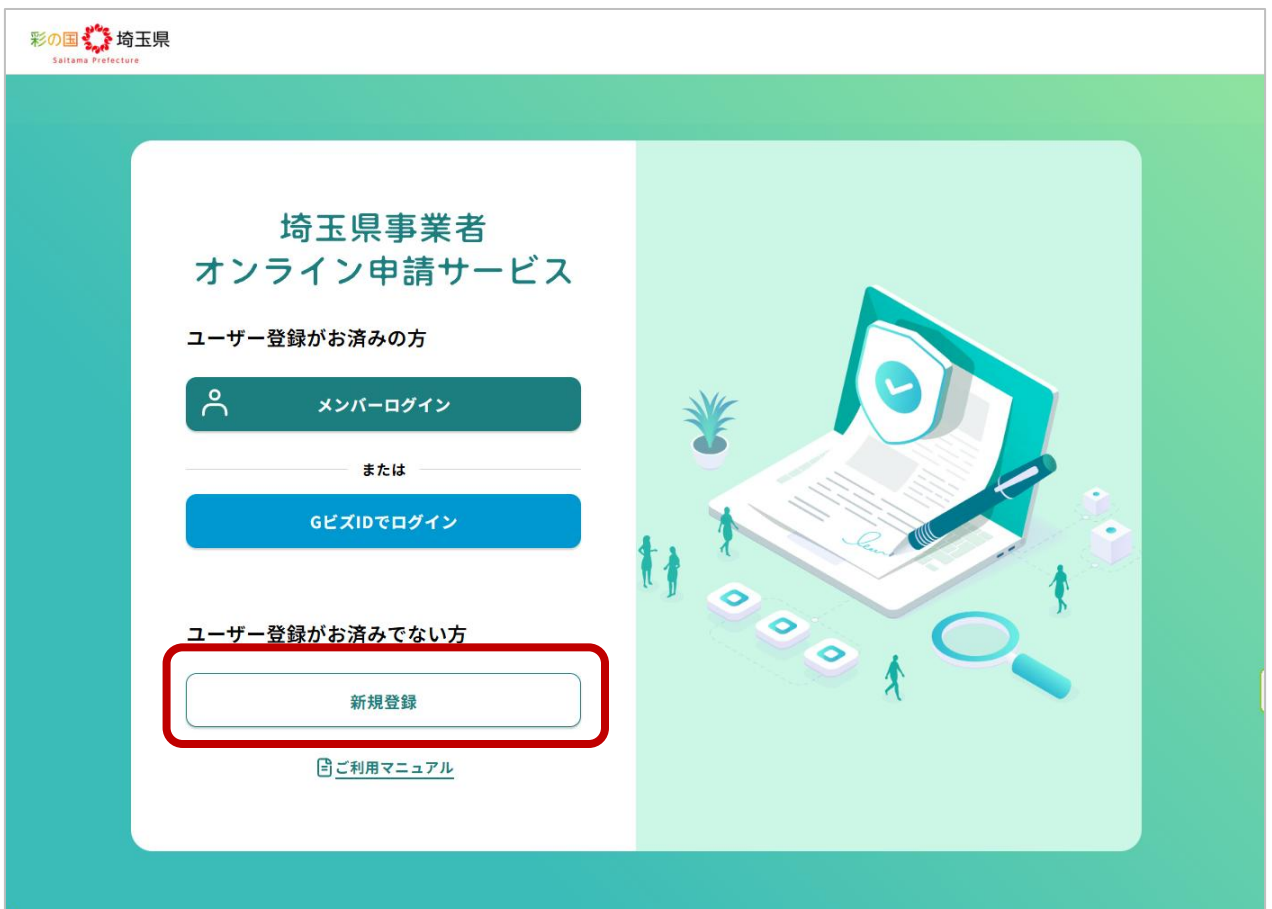 彩の国 埼玉県
Saitama Prefecture
埼玉県事業者
オンライン申請サービス
ユーザー登録がお済みの方
メンバーログイン
または
GビズIDでログイン
ユーザー登録がお済みでない方
新規登録
ご利用マニュアル